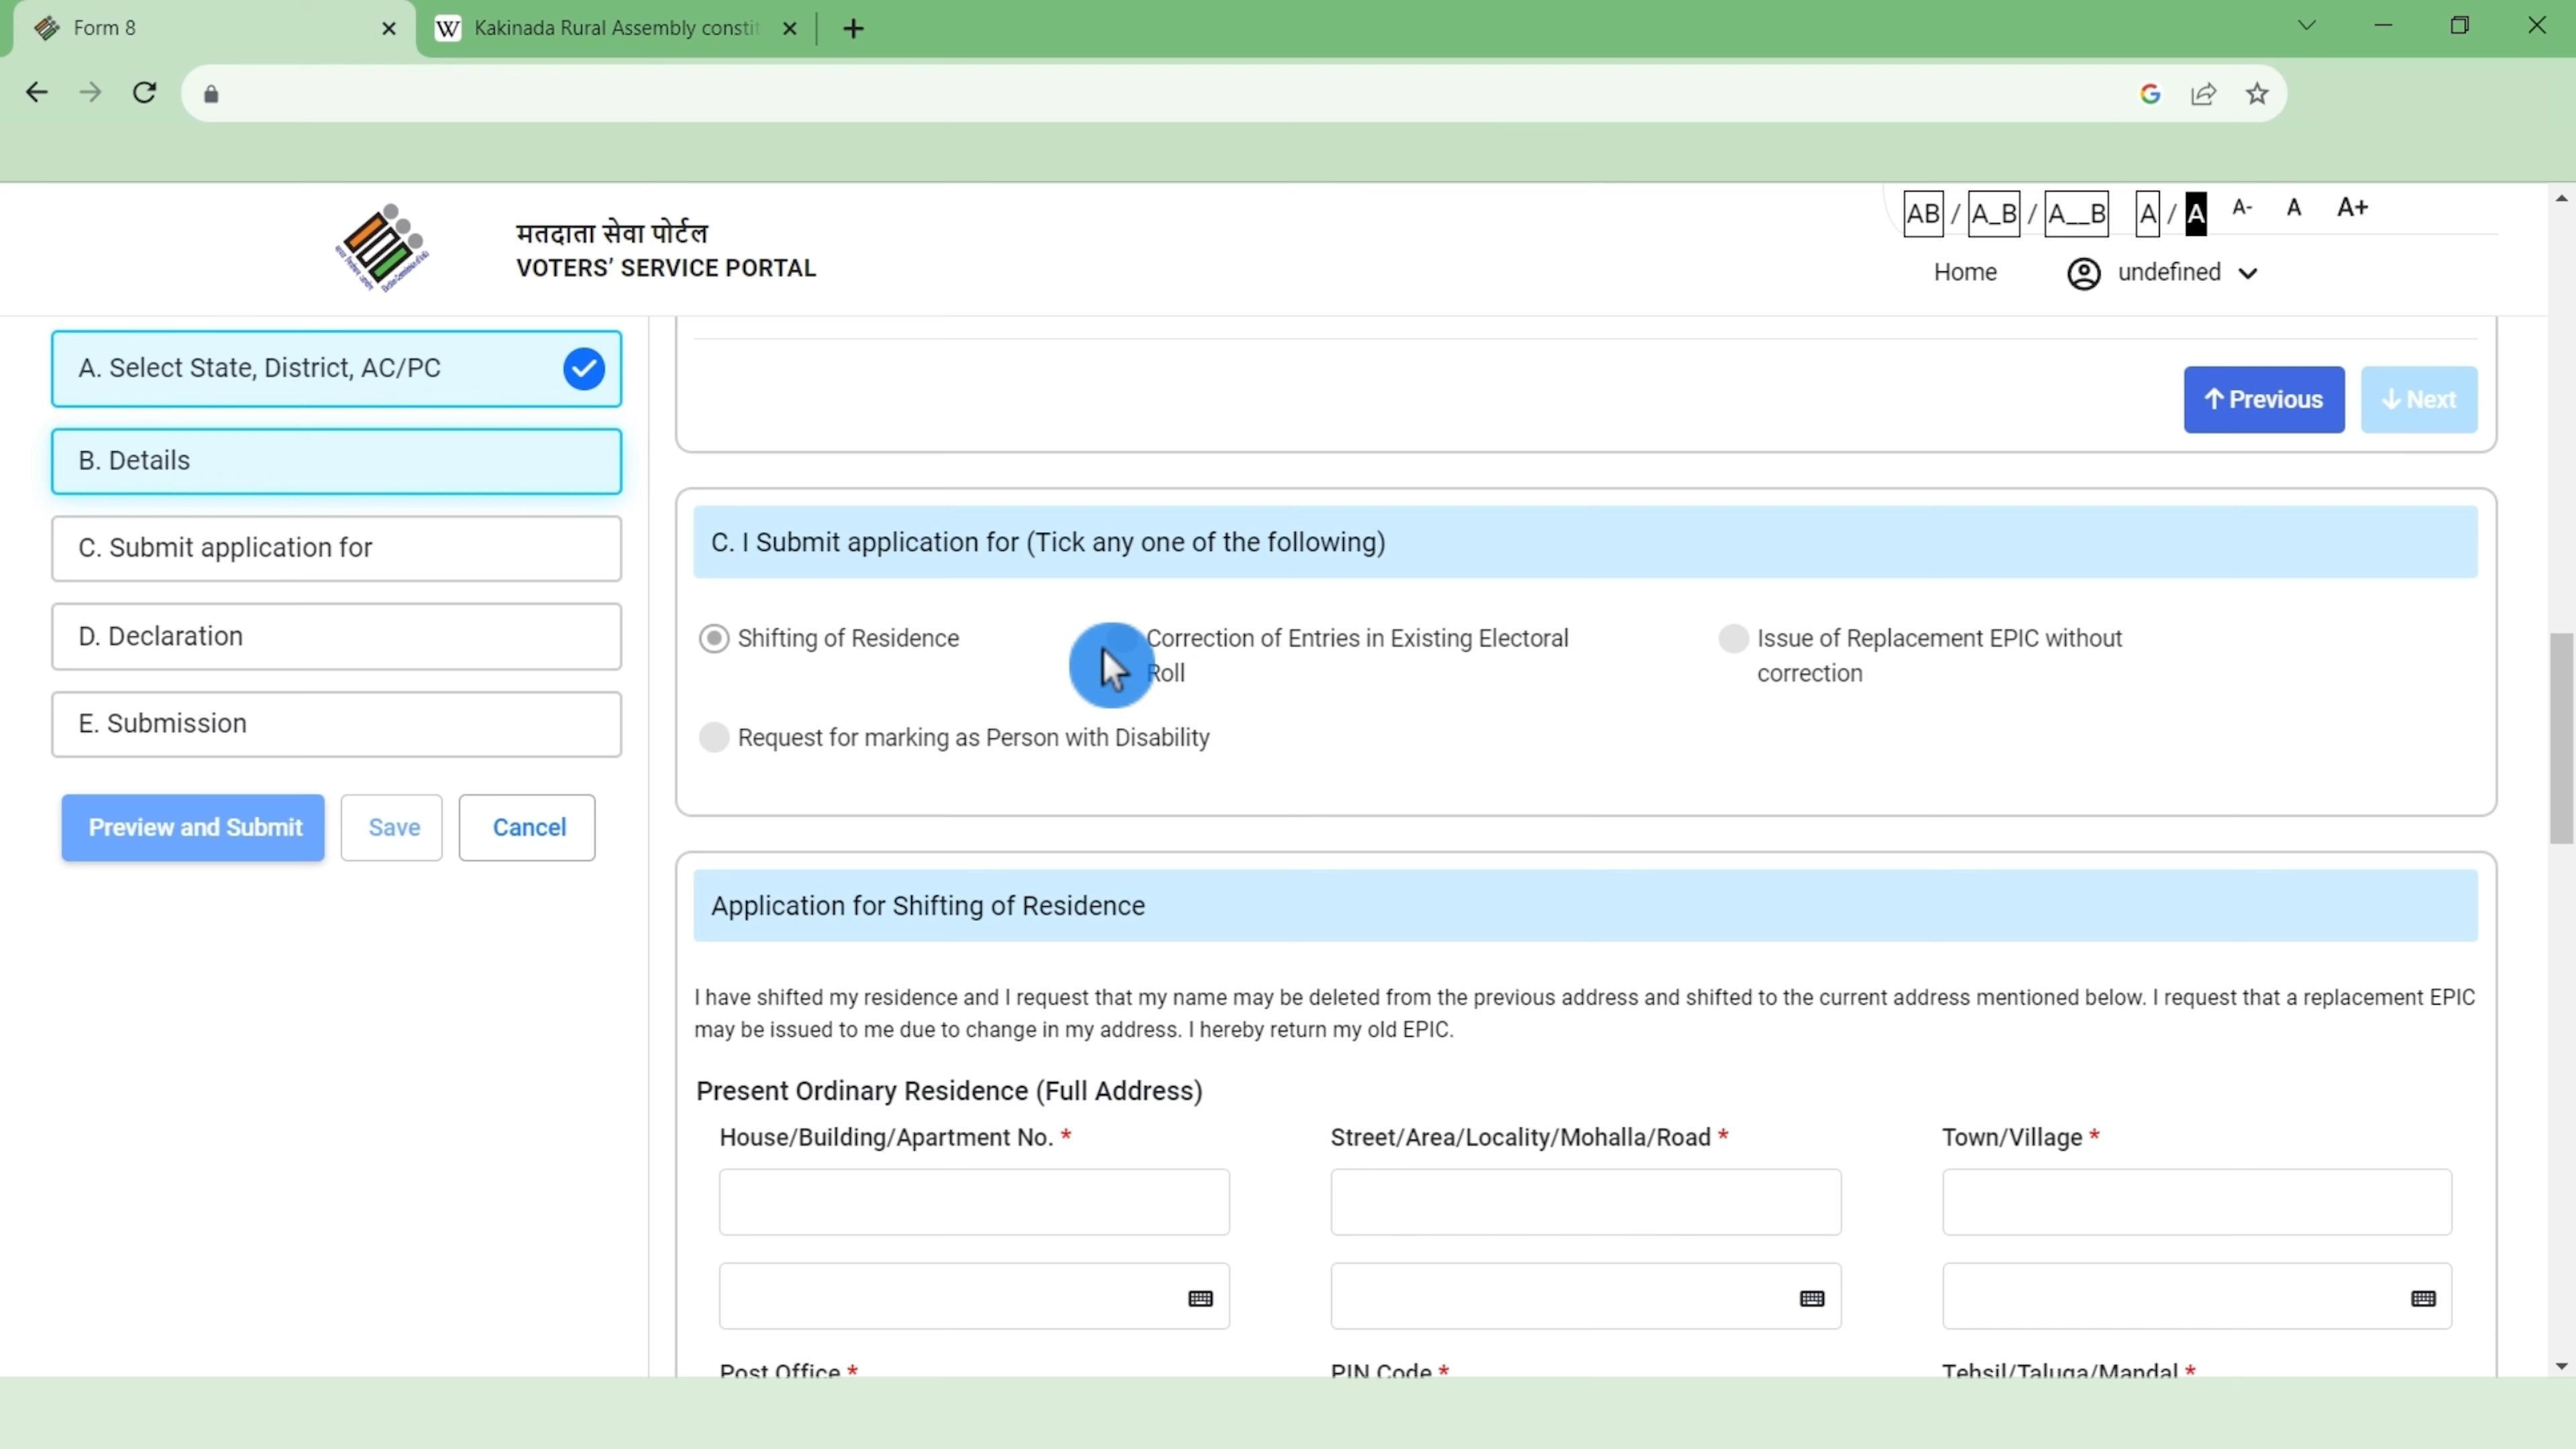 Form 8
Kakinada Rural Assembly consti
मतदाता सेवा पोर्टल
VOTERS’ SERVICE PORTAL
AB / A_B / A__B A / A A- A A+
Home undefined
A. Select State, District, AC/PC
B. Details
C. Submit application for
D. Declaration
E. Submission
Preview and Submit Save Cancel
Previous Next
C. I Submit application for (Tick any one of the following)
Shifting of Residence
Correction of Entries in Existing Electoral
Roll
Issue of Replacement EPIC without
correction
Request for marking as Person with Disability
Application for Shifting of Residence
I have shifted my residence and I request that my name may be deleted from the previous address and shifted to the current address mentioned below. I request that a replacement EPIC
may be issued to me due to change in my address. I hereby return my old EPIC.
Present Ordinary Residence (Full Address)
House/Building/Apartment No. * Street/Area/Locality/Mohalla/Road * Town/Village *
Post Office * PIN Code * Tehsil/Taluqa/Mandal *